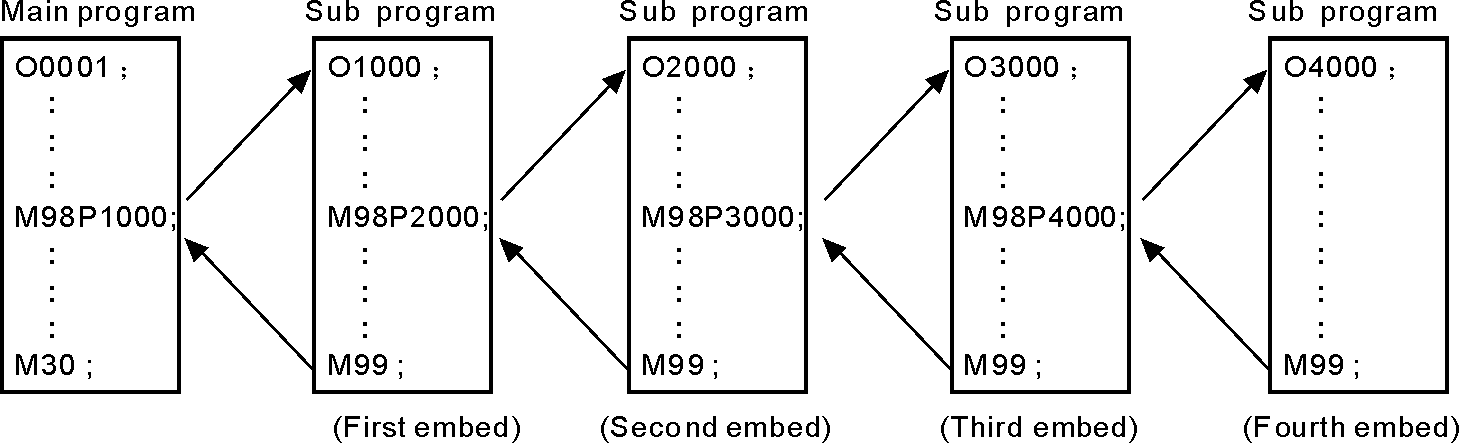 Main program
O0001 ;
:
:
:
M98P1000;
:
:
:
M30 ;
Sub program
O1000 ;
:
:
:
M98P2000;
:
:
:
M99 ;
(First embed)
Sub program
O2000 ;
:
:
:
M98P3000;
:
:
:
M99 ;
(Second embed)
Sub program
O3000 ;
:
:
:
M98P4000;
:
:
:
M99 ;
(Third embed)
Sub program
O4000 ;
:
:
:
:
:
:
:
M99 ;
(Fourth embed)